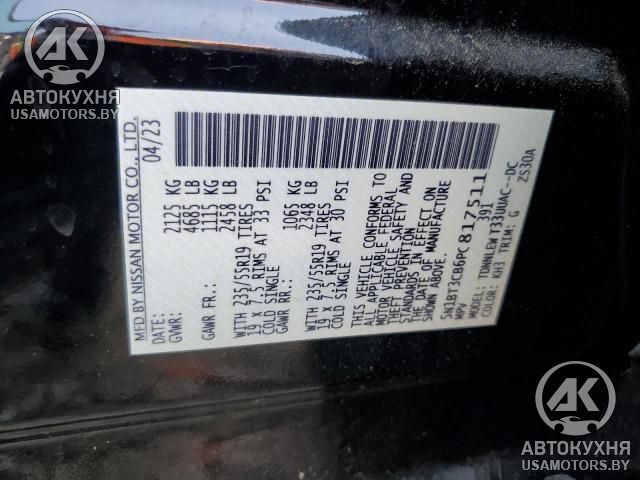 АВТОКУХНЯ
USAMOTORS.BY
MFD BY NISSAN MOTOR CO., LTD.
DATE: 04/23
GVWR: 2125 KG
4685 LB
GAWR FR.: 1115 KG
2458 LB
WITH 235/55R19 TIRES
19 X 7.5 RIMS AT 33 PSI
COLD SINGLE
GAWR RR.: 1065 KG
2348 LB
WITH 235/55R19 TIRES
19 X 7.5 RIMS AT 30 PSI
COLD SINGLE
THIS VEHICLE CONFORMS TO
ALL APPLICABLE FEDERAL
MOTOR VEHICLE SAFETY AND
THEFT PREVENTION
STANDARDS IN EFFECT ON
THE DATE OF MANUFACTURE
SHOWN ABOVE.
5N1BT3CB6PC817511
MPV 391
MODEL: TDRNLEW T33UUAC--DC
COLOR: KH3 TRIM: G ZS30A
АК
АВТОКУХНЯ
USAMOTORS.BY